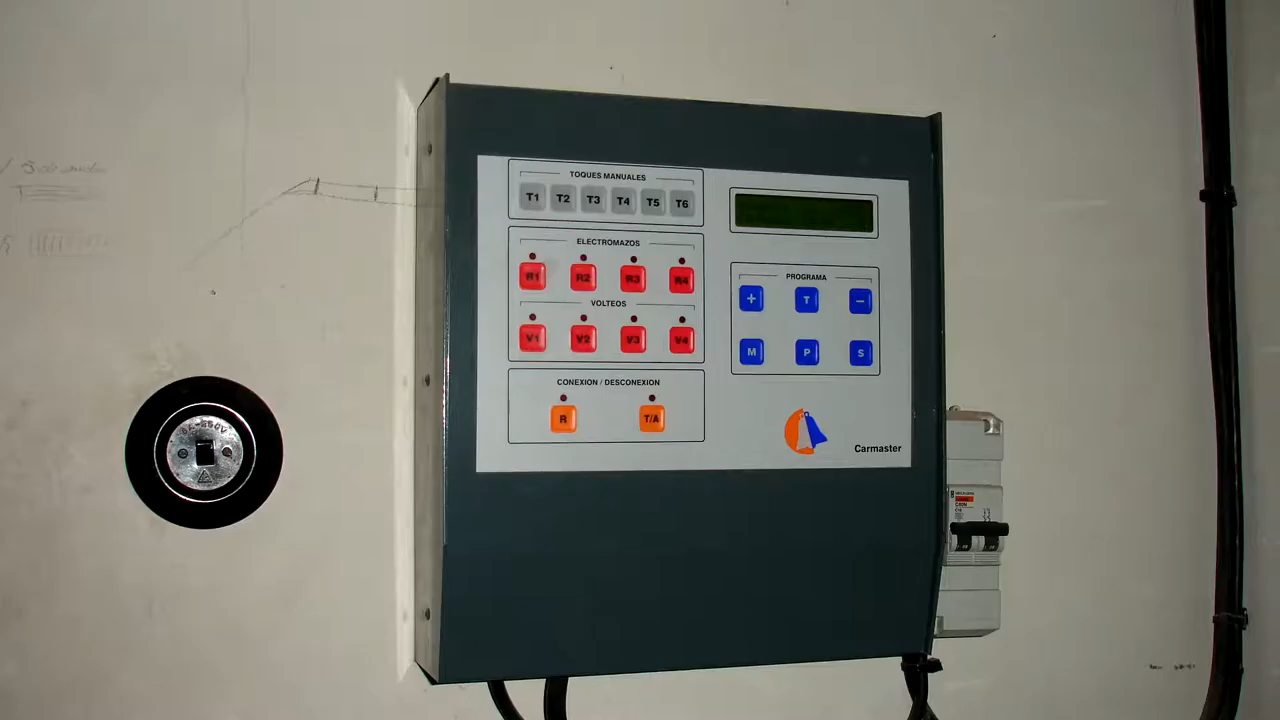 TOQUES MANUALES
T1 T2 T3 T4 T5 T6
ELECTROMAZOS
R1 R2 R3 R4
VOLTEOS
V1 V2 V3 V4
CONEXION / DESCONEXION
R T/A
PROGRAMA
+ T −
M P S
Carmaster
C60N